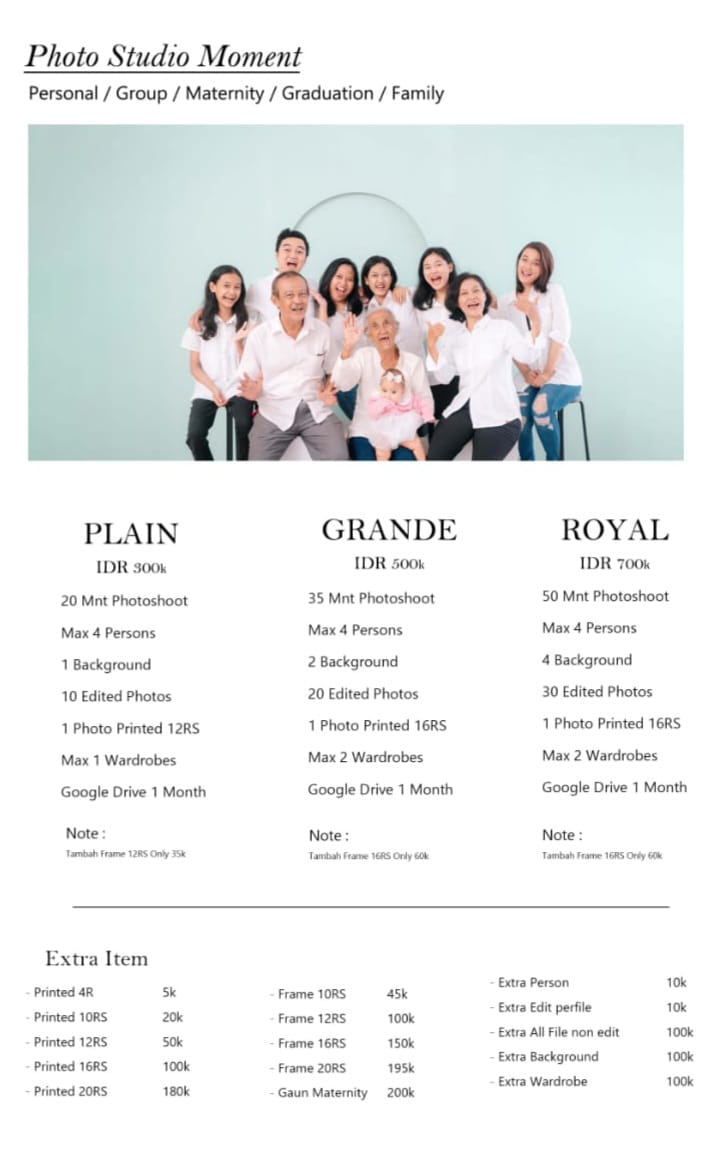 Photo Studio Moment
Personal / Group / Maternity / Graduation / Family
PLAIN
IDR 300k
20 Mnt Photoshoot
Max 4 Persons
1 Background
10 Edited Photos
1 Photo Printed 12RS
Max 1 Wardrobes
Google Drive 1 Month
Note :
Tambah Frame 12RS Only 35k
GRANDE
IDR 500k
35 Mnt Photoshoot
Max 4 Persons
2 Background
20 Edited Photos
1 Photo Printed 16RS
Max 2 Wardrobes
Google Drive 1 Month
Note :
Tambah Frame 16RS Only 60k
ROYAL
IDR 700k
50 Mnt Photoshoot
Max 4 Persons
4 Background
30 Edited Photos
1 Photo Printed 16RS
Max 2 Wardrobes
Google Drive 1 Month
Note :
Tambah Frame 16RS Only 60k
Extra Item
- Printed 4R 5k
- Printed 10RS 20k
- Printed 12RS 50k
- Printed 16RS 100k
- Printed 20RS 180k
- Frame 10RS 45k
- Frame 12RS 100k
- Frame 16RS 150k
- Frame 20RS 195k
- Gaun Maternity 200k
- Extra Person 10k
- Extra Edit perfile 10k
- Extra All File non edit 100k
- Extra Background 100k
- Extra Wardrobe 100k